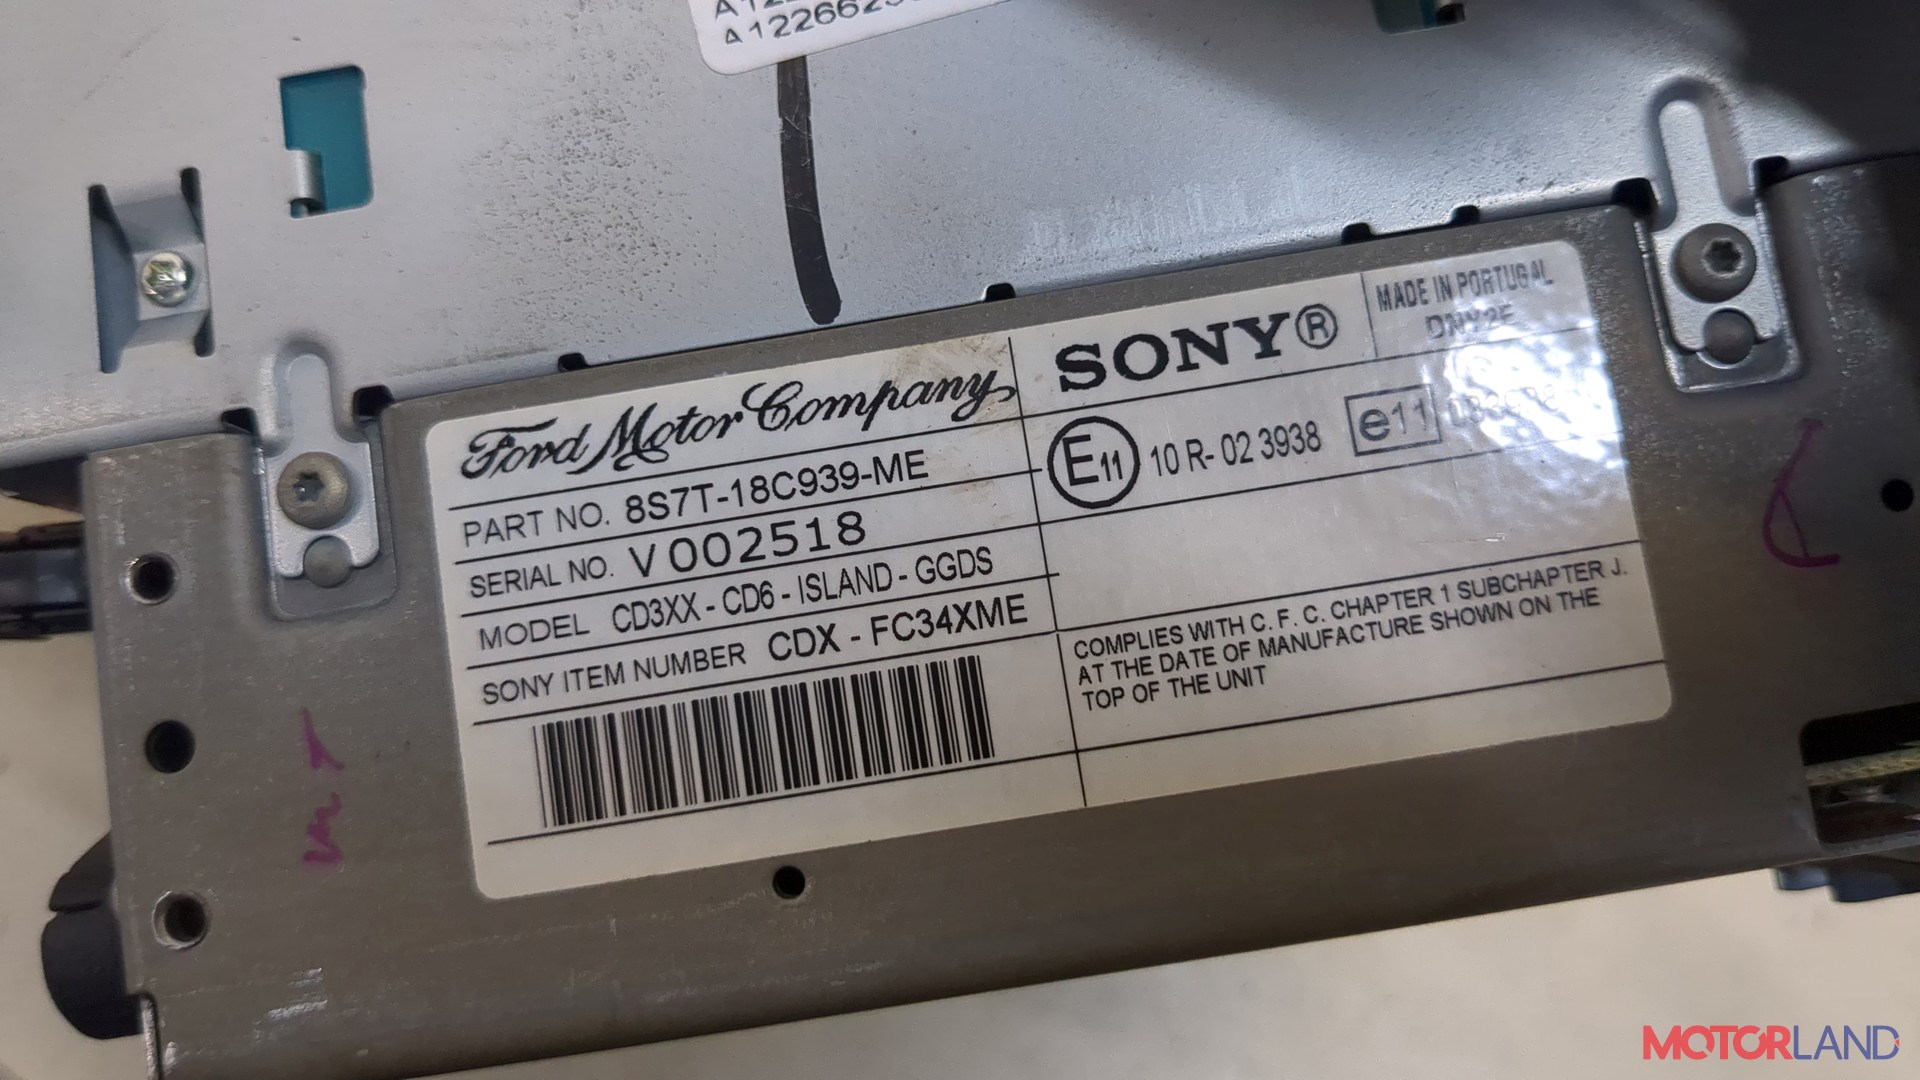 Ford Motor Company
PART NO. 8S7T-18C939-ME
SERIAL NO. V002518
MODEL CD3XX - CD6 - ISLAND - GGDS
SONY ITEM NUMBER CDX - FC34XME
SONY®
MADE IN PORTUGAL
E11 10 R- 02 3938 e11
COMPLIES WITH C. F. C. CHAPTER 1 SUBCHAPTER J.
AT THE DATE OF MANUFACTURE SHOWN ON THE
TOP OF THE UNIT
MOTORLAND